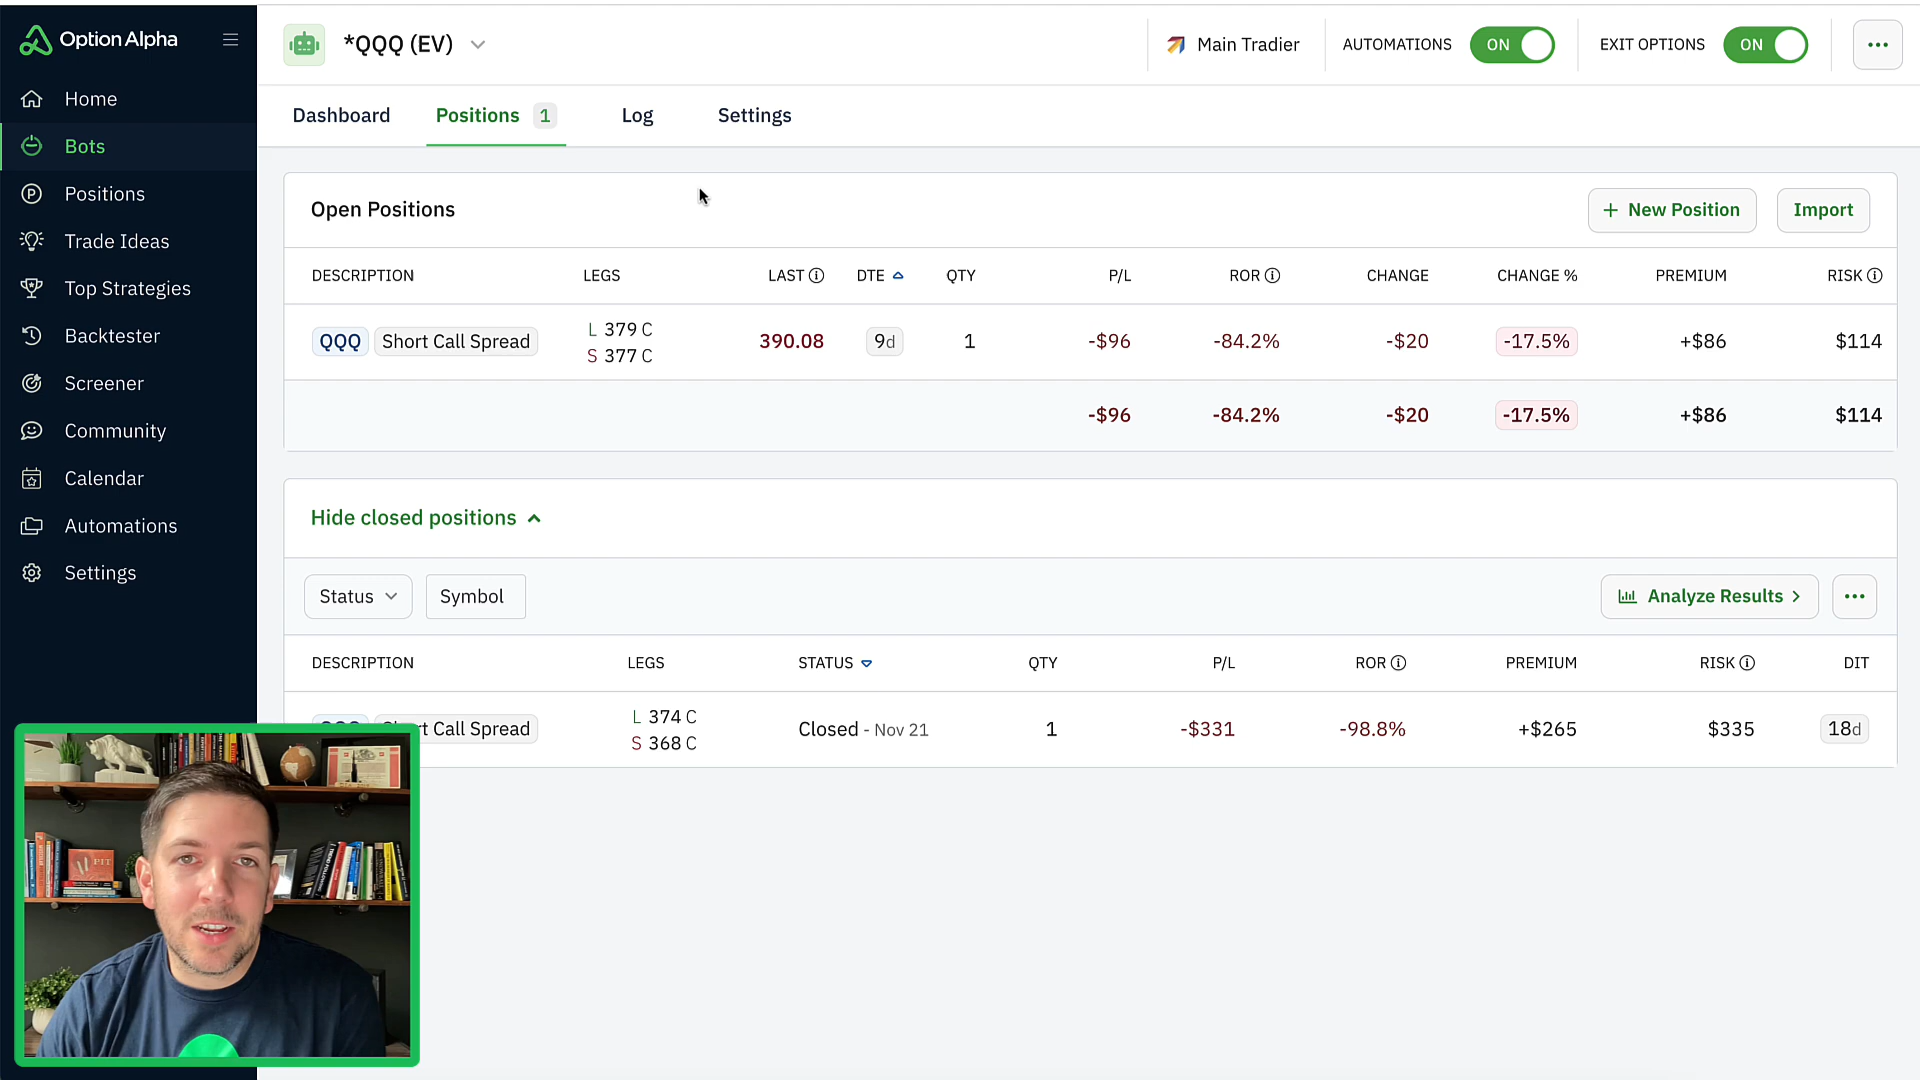 Option Alpha
Home
Bots
Positions
Trade Ideas
Top Strategies
Backtester
Screener
Community
Calendar
Automations
Settings
*QQQ (EV)
Main Tradier
AUTOMATIONS ON
EXIT OPTIONS ON
Dashboard Positions 1 Log Settings
Open Positions
+ New Position
Import
DESCRIPTION LEGS LAST DTE QTY P/L ROR CHANGE CHANGE % PREMIUM RISK
QQQ Short Call Spread L 379 C 390.08 9d 1 -$96 -84.2% -$20 -17.5% +$86 $114
S 377 C
-$96 -84.2% -$20 -17.5% +$86 $114
Hide closed positions
Status Symbol
Analyze Results
DESCRIPTION LEGS STATUS QTY P/L ROR PREMIUM RISK DIT
Call Spread L 374 C Closed - Nov 21 1 -$331 -98.8% +$265 $335 18d
S 368 C